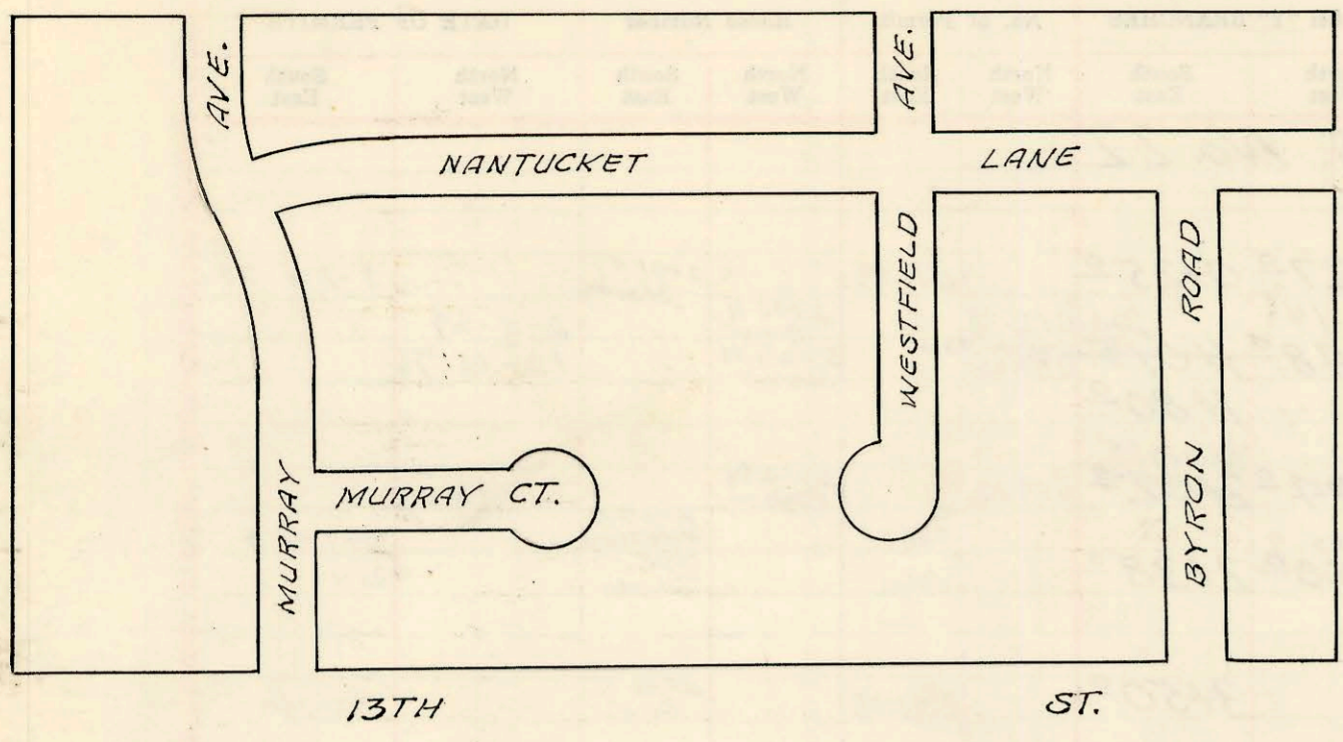 AVE.
AVE.
NANTUCKET LANE
WESTFIELD
ROAD
MURRAY CT.
MURRAY
BYRON
13TH ST.